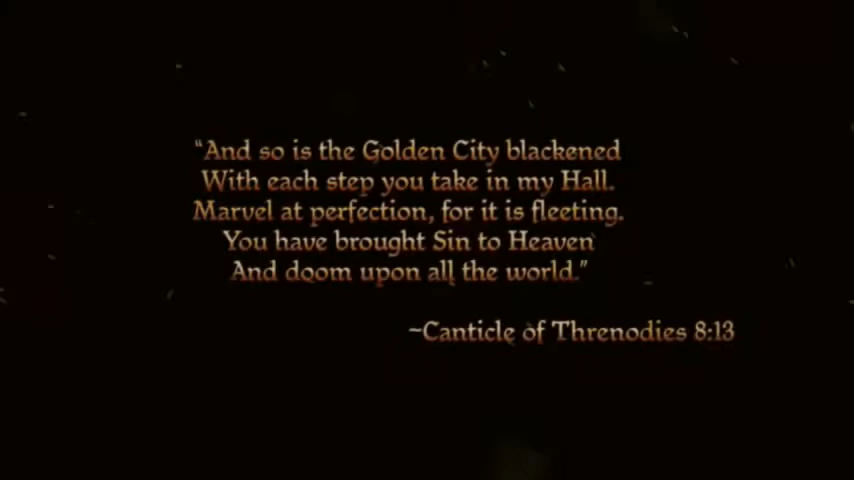 “And so is the Golden City blackened
With each step you take in my Hall.
Marvel at perfection, for it is fleeting.
You have brought Sin to Heaven
And doom upon all the world.”
~Canticle of Threnodies 8:13